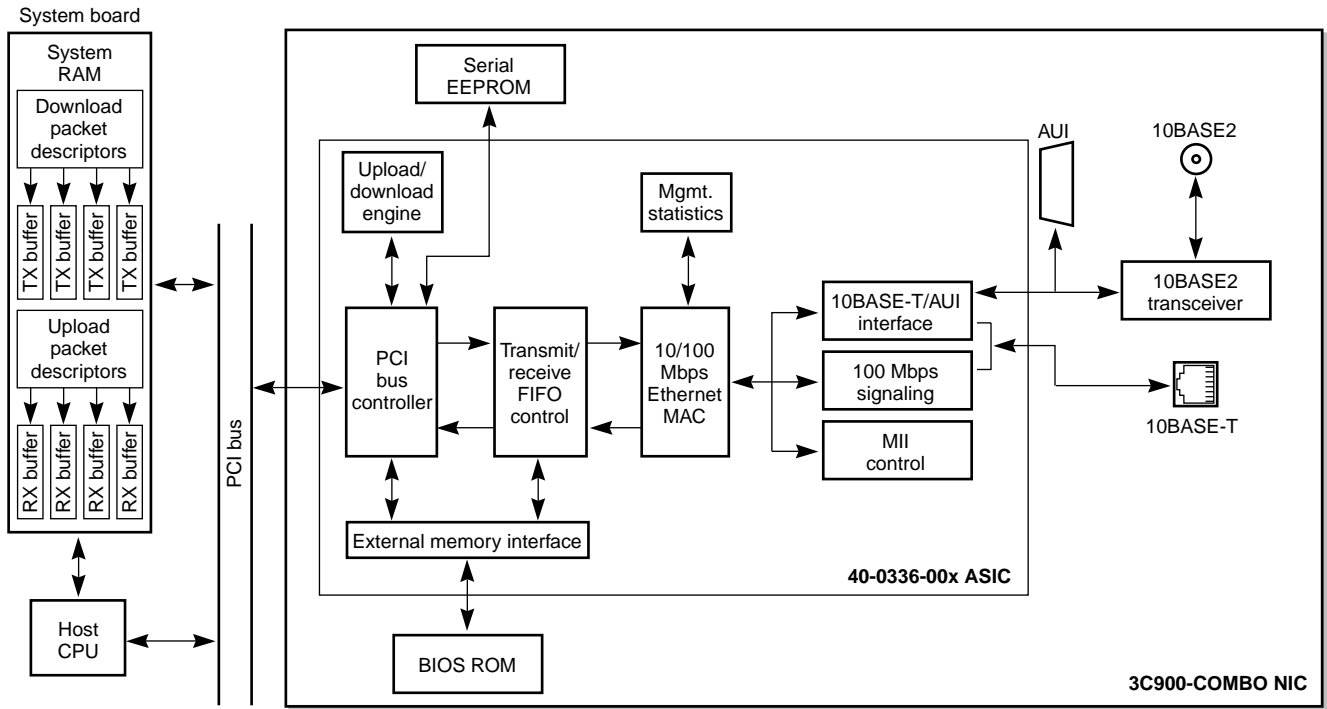 System board
System
RAM
Download
packet
descriptors
TX buffer
TX buffer
TX buffer
TX buffer
Upload
packet
descriptors
RX buffer
RX buffer
RX buffer
RX buffer
Host
CPU
PCI bus
Serial
EEPROM
Upload/
download
engine
Mgmt.
statistics
PCI
bus
controller
Transmit/
receive
FIFO
control
10/100
Mbps
Ethernet
MAC
10BASE-T/AUI
interface
100 Mbps
signaling
MII
control
External memory interface
40-0336-00x ASIC
BIOS ROM
AUI
10BASE2
10BASE2
transceiver
10BASE-T
3C900-COMBO NIC